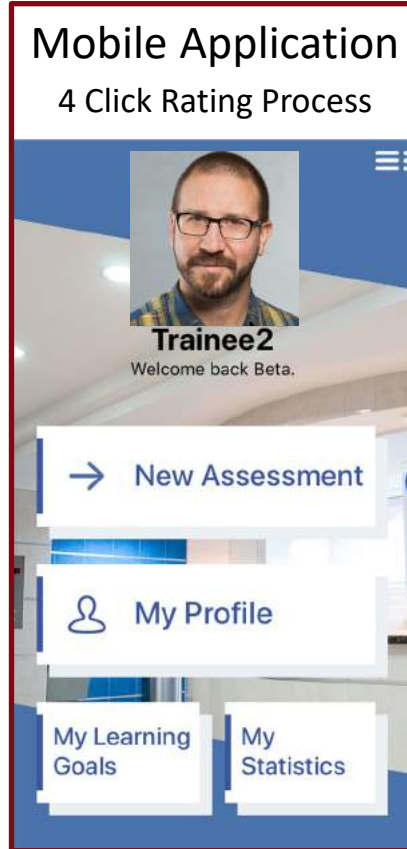 Mobile Application
4 Click Rating Process
Trainee2
Welcome back Beta.
New Assessment
My Profile
My Learning
Goals
My
Statistics